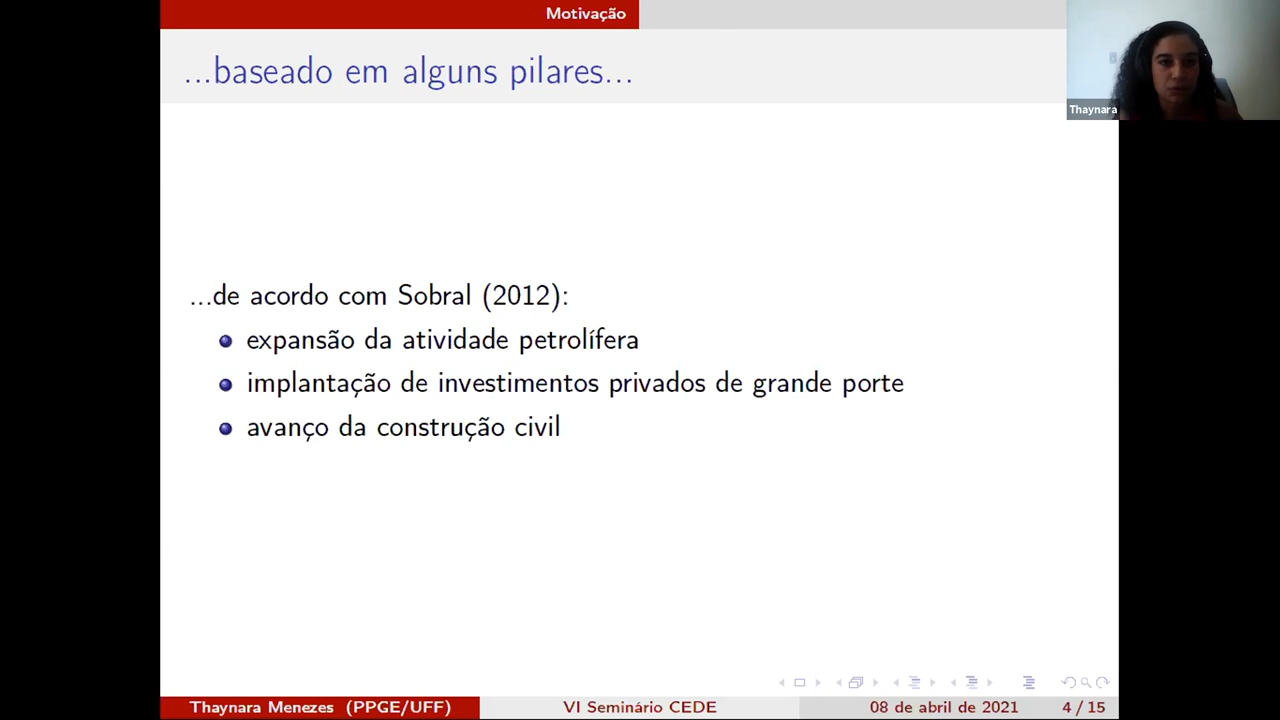 Motivação
...baseado em alguns pilares...
Thaynara
...de acordo com Sobral (2012):
expansão da atividade petrolífera
implantação de investimentos privados de grande porte
avanço da construção civil
Thaynara Menezes (PPGE/UFF) VI Seminário CEDE 08 de abril de 2021 4 / 15